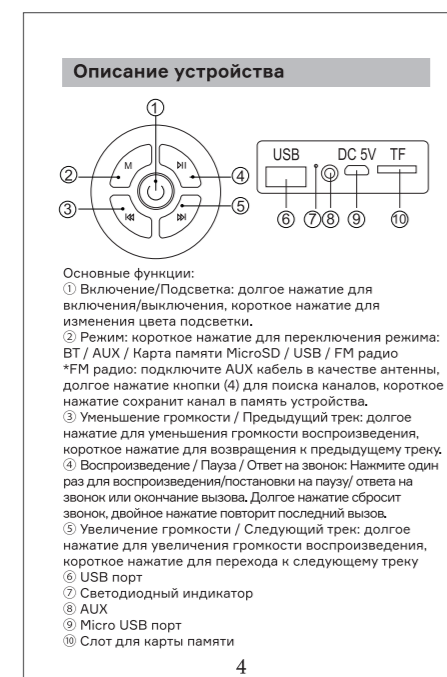 Описание устройства
①
② M ⏯ ④
③ ⏮ ⏭ ⑤
USB DC 5V TF
⑥ ⑦ ⑧ ⑨ ⑩
Основные функции:
① Включение/Подсветка: долгое нажатие для
включения/выключения, короткое нажатие для
изменения цвета подсветки.
② Режим: короткое нажатие для переключения режима:
BT / AUX / Карта памяти MicroSD / USB / FM радио
*FM радио: подключите AUX кабель в качестве антенны,
долгое нажатие кнопки (4) для поиска каналов, короткое
нажатие сохранит канал в память устройства.
③ Уменьшение громкости / Предыдущий трек: долгое
нажатие для уменьшения громкости воспроизведения,
короткое нажатие для возвращения к предыдущему треку.
④ Воспроизведение / Пауза / Ответ на звонок: Нажмите один
раз для воспроизведения/постановки на паузу/ ответа на
звонок или окончание вызова. Долгое нажатие сбросит
звонок, двойное нажатие повторит последний вызов.
⑤ Увеличение громкости / Следующий трек: долгое
нажатие для увеличения громкости воспроизведения,
короткое нажатие для перехода к следующему треку
⑥ USB порт
⑦ Светодиодный индикатор
⑧ AUX
⑨ Micro USB порт
⑩ Слот для карты памяти
4